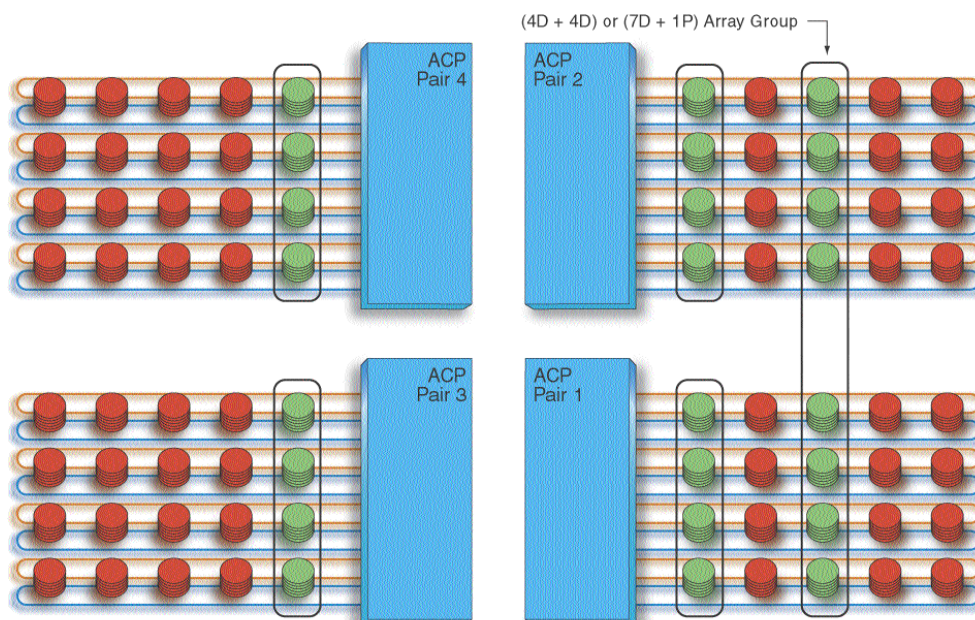 (4D + 4D) or (7D + 1P) Array Group
ACP
Pair 4
ACP
Pair 2
ACP
Pair 3
ACP
Pair 1